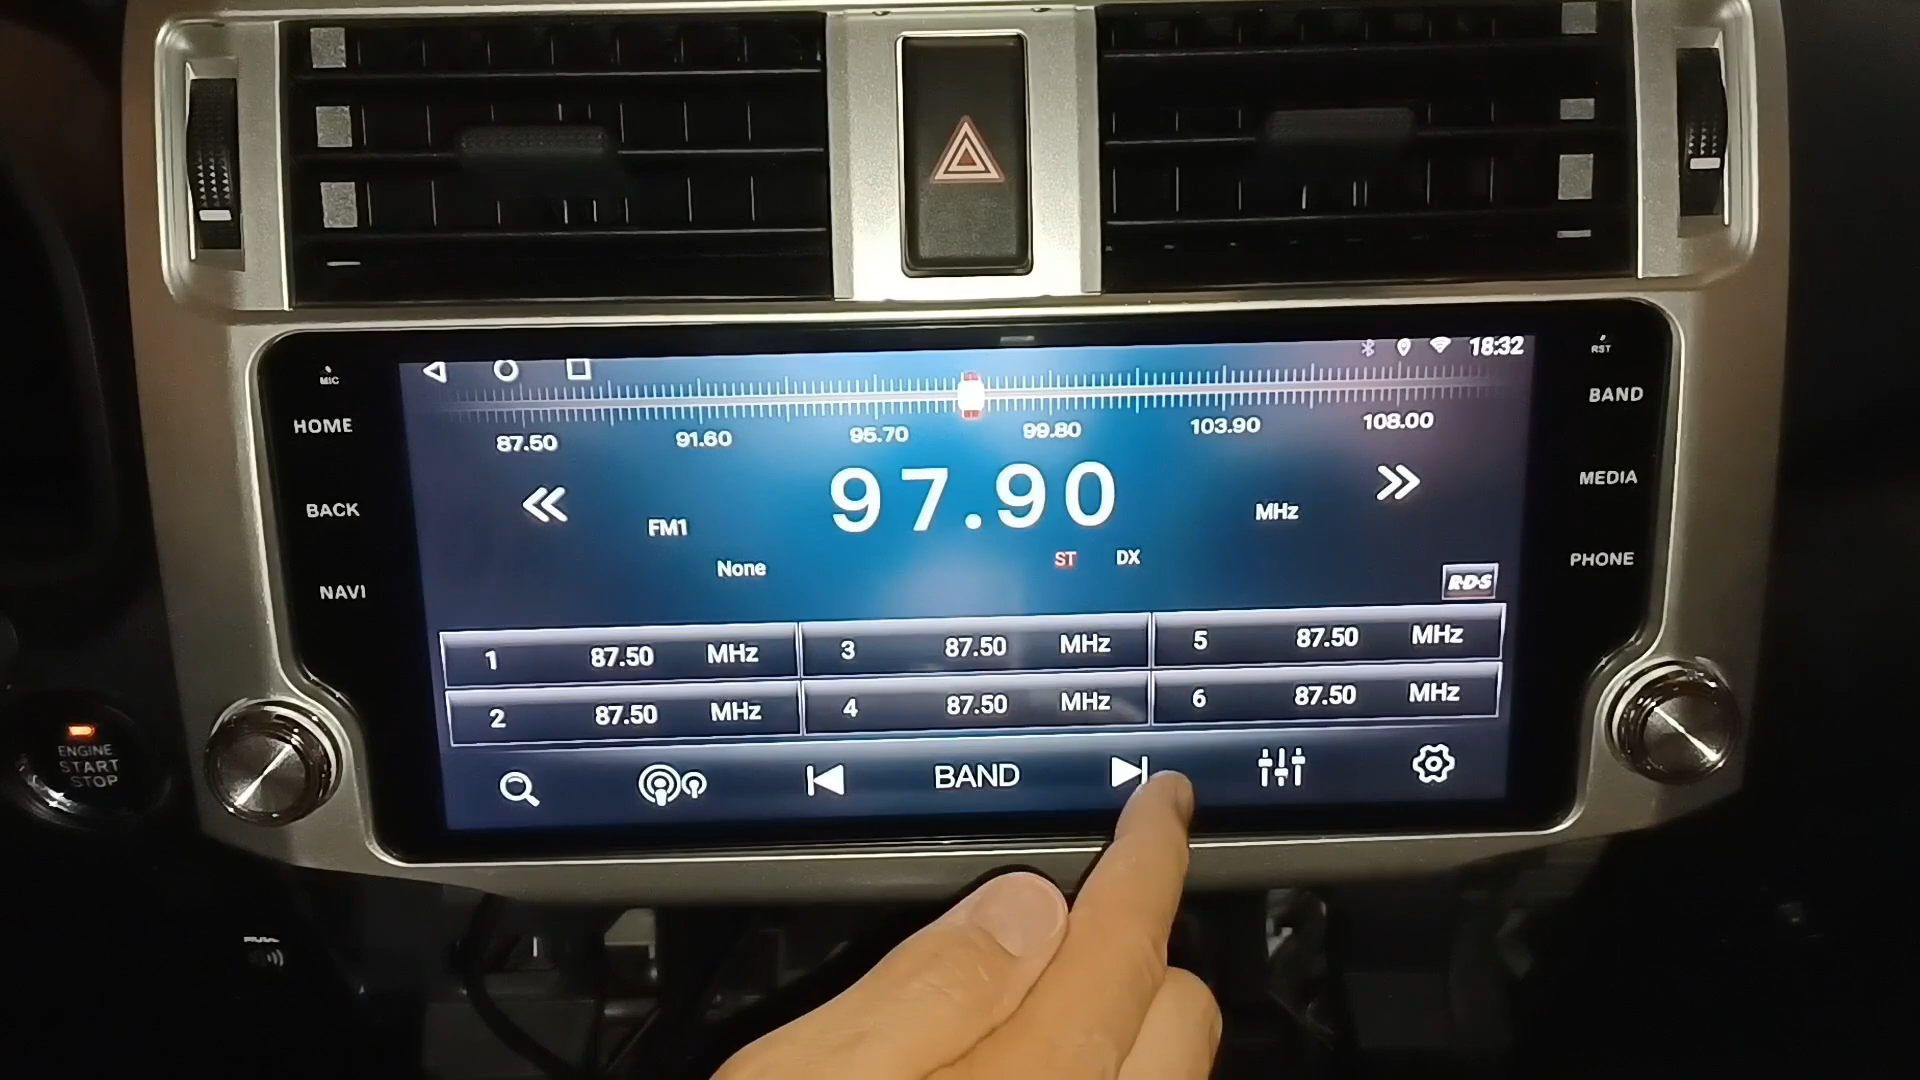 18:32
MIC
RST
HOME
BACK
NAVI
BAND
MEDIA
PHONE
87.50 91.60 95.70 99.80 103.90 108.00
FM1 97.90 MHz
None ST DX
R·D·S
1 87.50 MHz 3 87.50 MHz 5 87.50 MHz
2 87.50 MHz 4 87.50 MHz 6 87.50 MHz
BAND
ENGINE
START
STOP